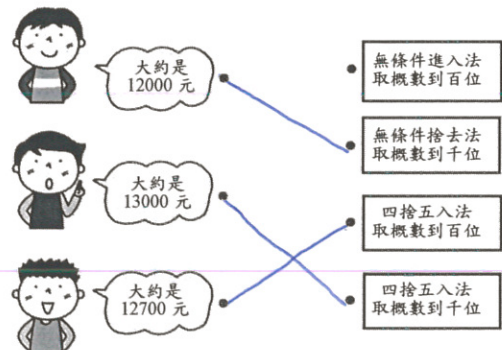 大約是
12000 元
無條件進入法
取概數到百位
無條件捨去法
取概數到千位
大約是
13000 元
四捨五入法
取概數到百位
大約是
12700 元
四捨五入法
取概數到千位